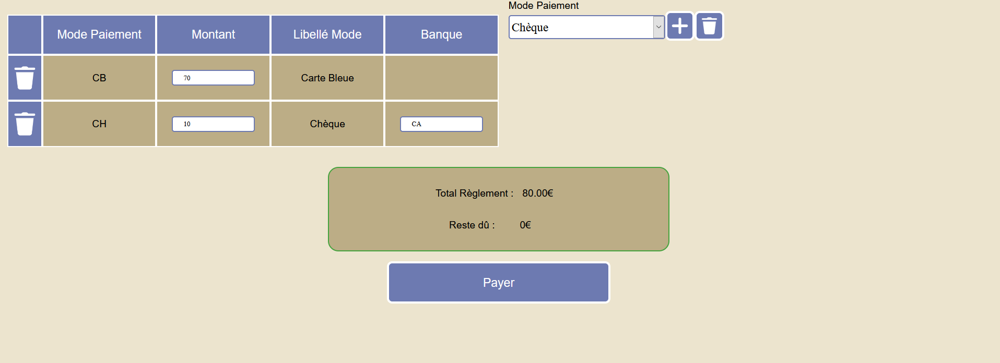 Mode Paiement
Chèque
Mode Paiement Montant Libellé Mode Banque
CB 70 Carte Bleue
CH 10 Chèque CA
Total Règlement : 80.00€
Reste dû : 0€
Payer